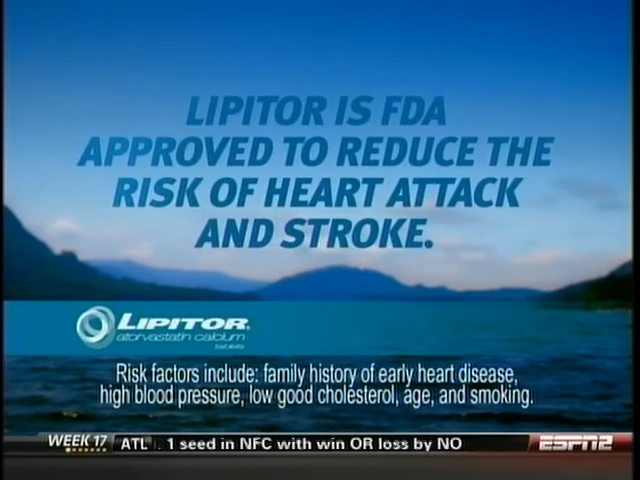 LIPITOR IS FDA
APPROVED TO REDUCE THE
RISK OF HEART ATTACK
AND STROKE.
LIPITOR
atorvastatin calcium
tablets
Risk factors include: family history of early heart disease,
high blood pressure, low good cholesterol, age, and smoking.
WEEK 17 ATL 1 seed in NFC with win OR loss by NO ESPN2